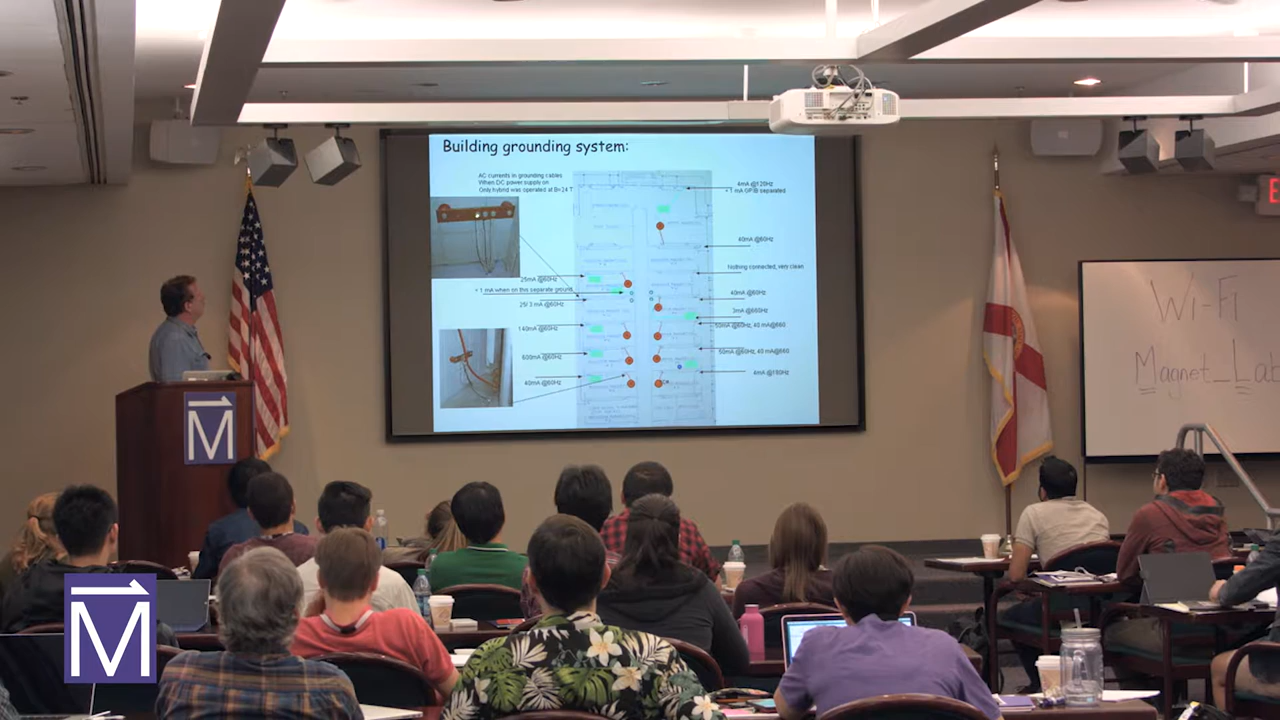 Building grounding system:
AC currents in grounding cables
When DC power supply on
Only hybrid was operated at B=24 T
4mA @120Hz
< 1 mA GPIB separated
40mA @60Hz
Nothing connected, very clean
25mA @60Hz
< 1 mA when on this separate ground
40mA @60Hz
25/ 3 mA @60Hz
3mA @660Hz
140mA @60Hz
50mA @60Hz, 40 mA@660
600mA @60Hz
50mA @60Hz, 40 mA@660
4mA @180Hz
40mA @60Hz
Wi-Fi
Magnet_Lab
M
M
E